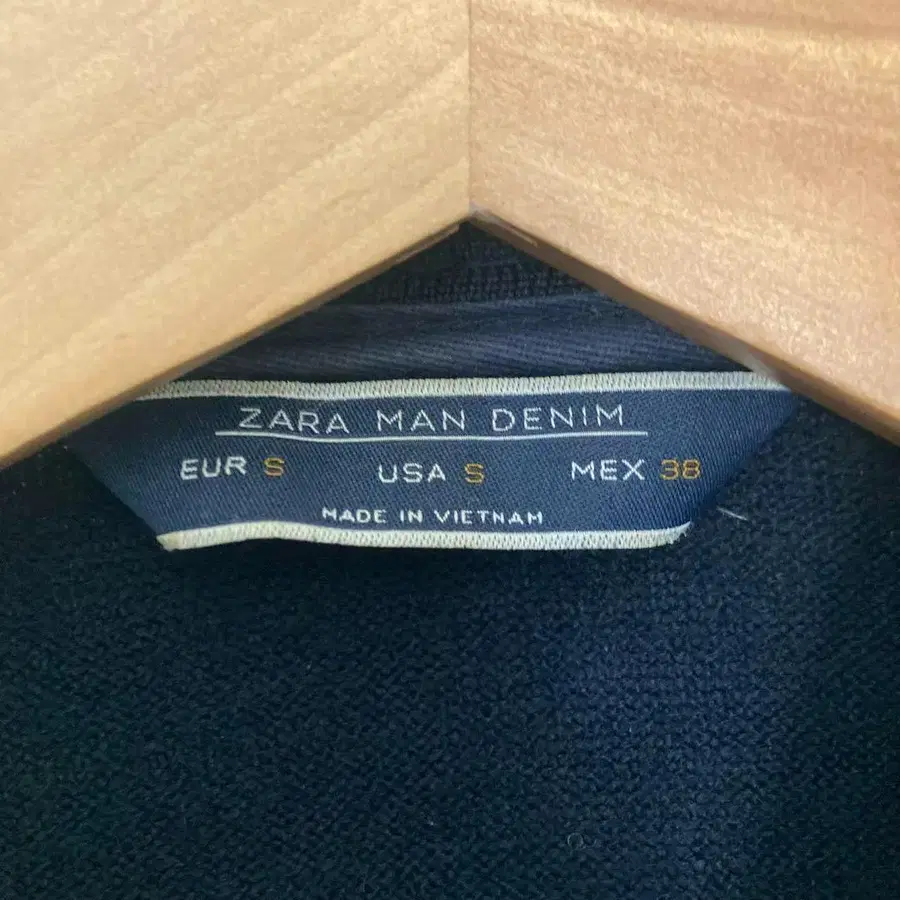 ZARA MAN DENIM
EUR S USA S MEX 38
MADE IN VIETNAM